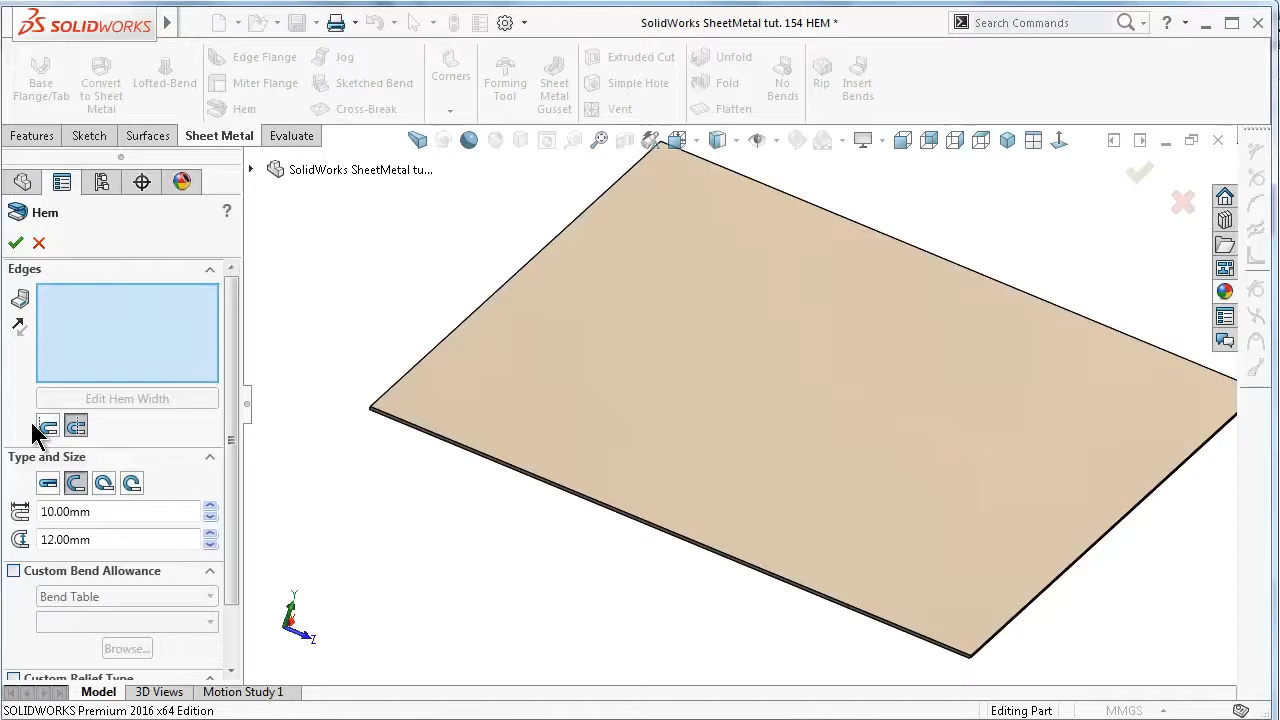 SOLIDWORKS
SolidWorks SheetMetal tut. 154 HEM *
Search Commands
?
Base Flange/Tab
Convert to Sheet Metal
Lofted-Bend
Edge Flange
Miter Flange
Hem
Jog
Sketched Bend
Cross-Break
Corners
Forming Tool
Sheet Metal Gusset
Extruded Cut
Simple Hole
Vent
Unfold
Fold
Flatten
No Bends
Rip
Insert Bends
Features
Sketch
Surfaces
Sheet Metal
Evaluate
SolidWorks SheetMetal tu...
Hem
?
Edges
Edit Hem Width
Type and Size
10.00mm
12.00mm
Custom Bend Allowance
Bend Table
Browse...
Custom Relief Type
Y
Z
Model
3D Views
Motion Study 1
SOLIDWORKS Premium 2016 x64 Edition
Editing Part
MMGS